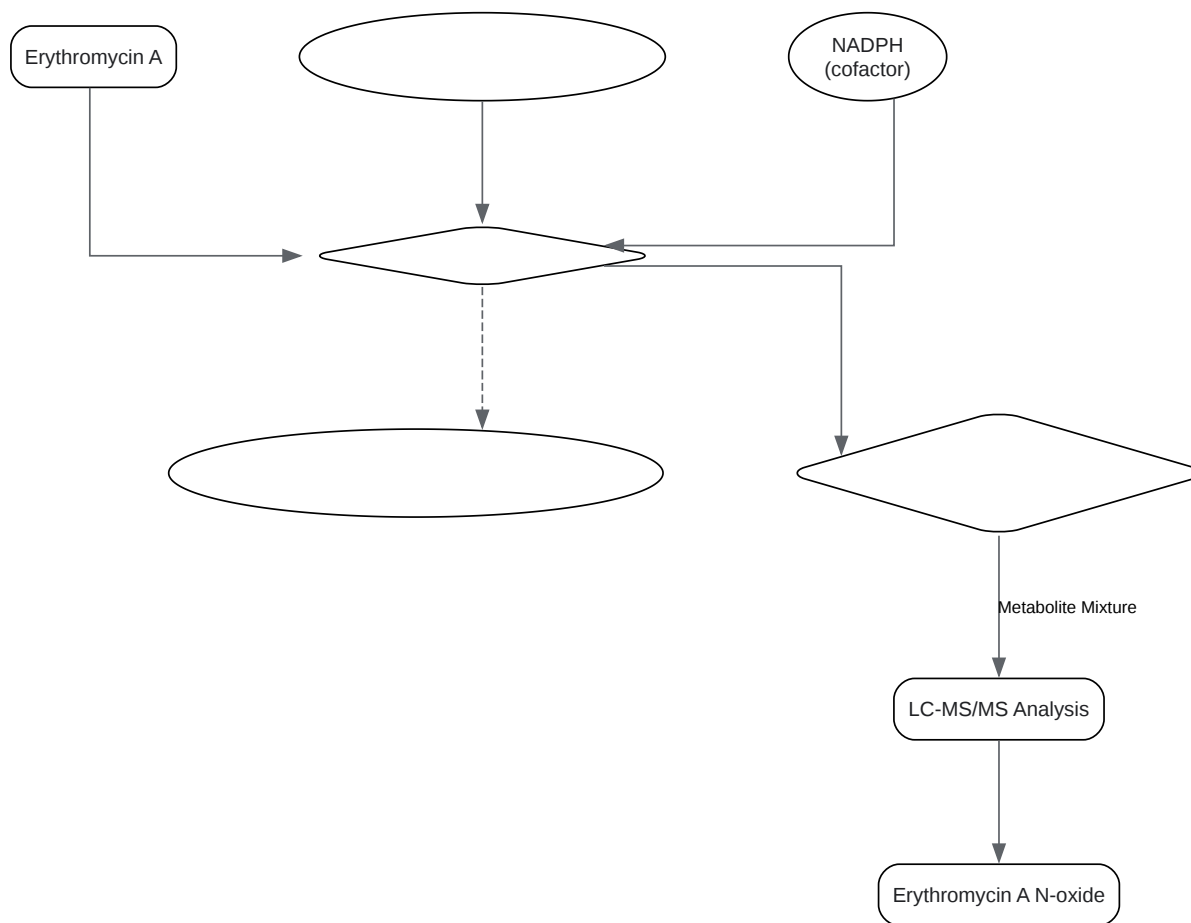 Erythromycin A
NADPH
(cofactor)
Metabolite Mixture
LC-MS/MS Analysis
Erythromycin A N-oxide